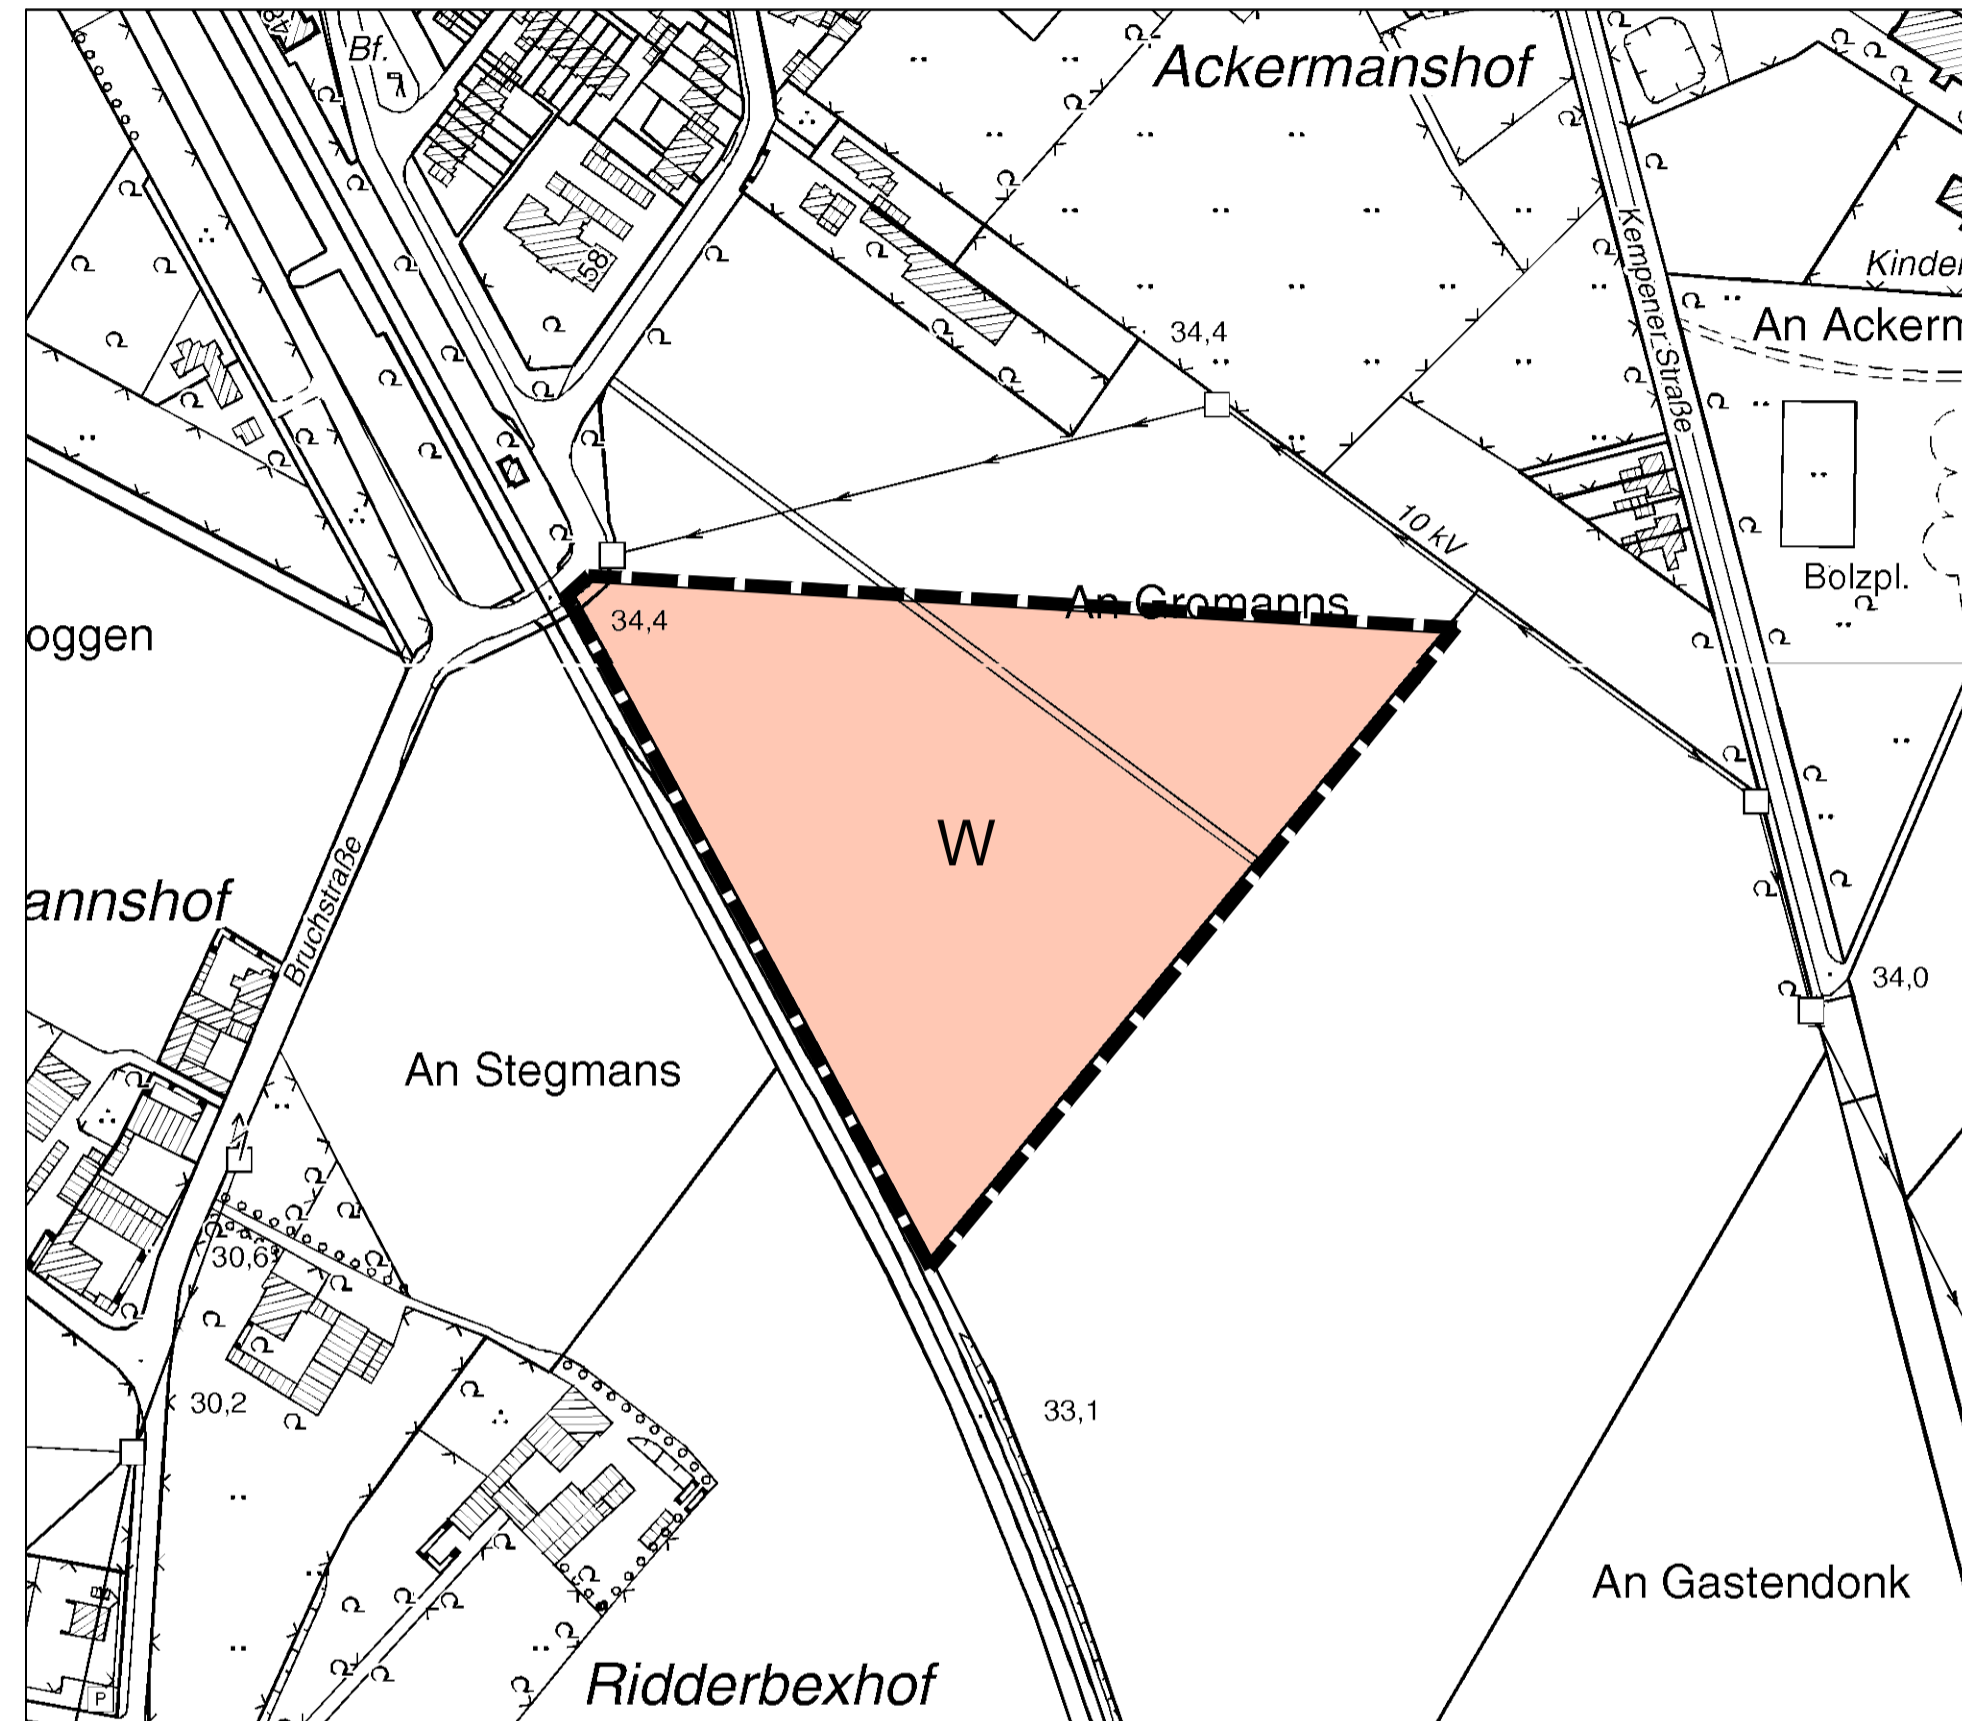 48
Bf.
Ackermanshof
58
Kempener Straße
Kinder
An Ackerm
34,4
10 kV
Bolzpl.
An Gromanns
34,4
oggen
W
Bruchstraße
annshof
34,0
An Stegmans
30,6
30,2
33,1
An Gastendonk
Ridderbexhof
P